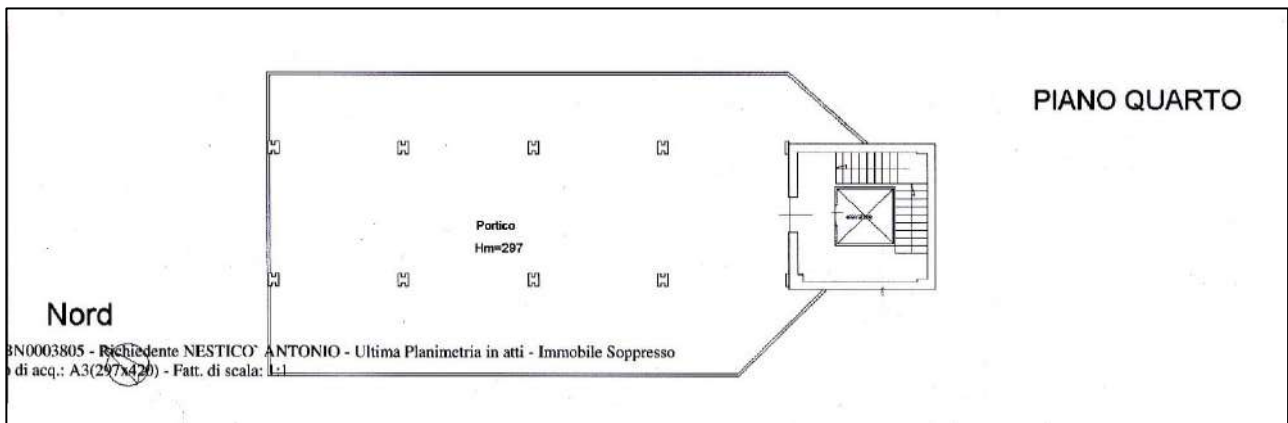 PIANO QUARTO
Portico
Hm=297
Nord
BN0003805 - Richiedente NESTICO` ANTONIO - Ultima Planimetria in atti - Immobile Soppresso
di acq.: A3(297x420) - Fatt. di scala: 1:1